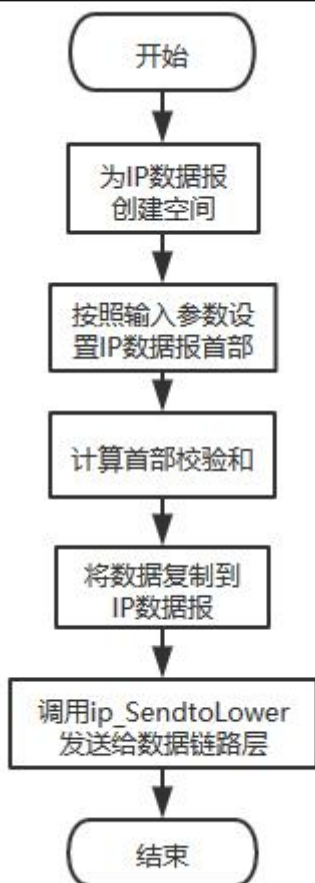 开始
为IP数据报
创建空间
按照输入参数设
置IP数据报首部
计算首部校验和
将数据复制到
IP数据报
调用ip_SendtoLower
发送给数据链路层
结束